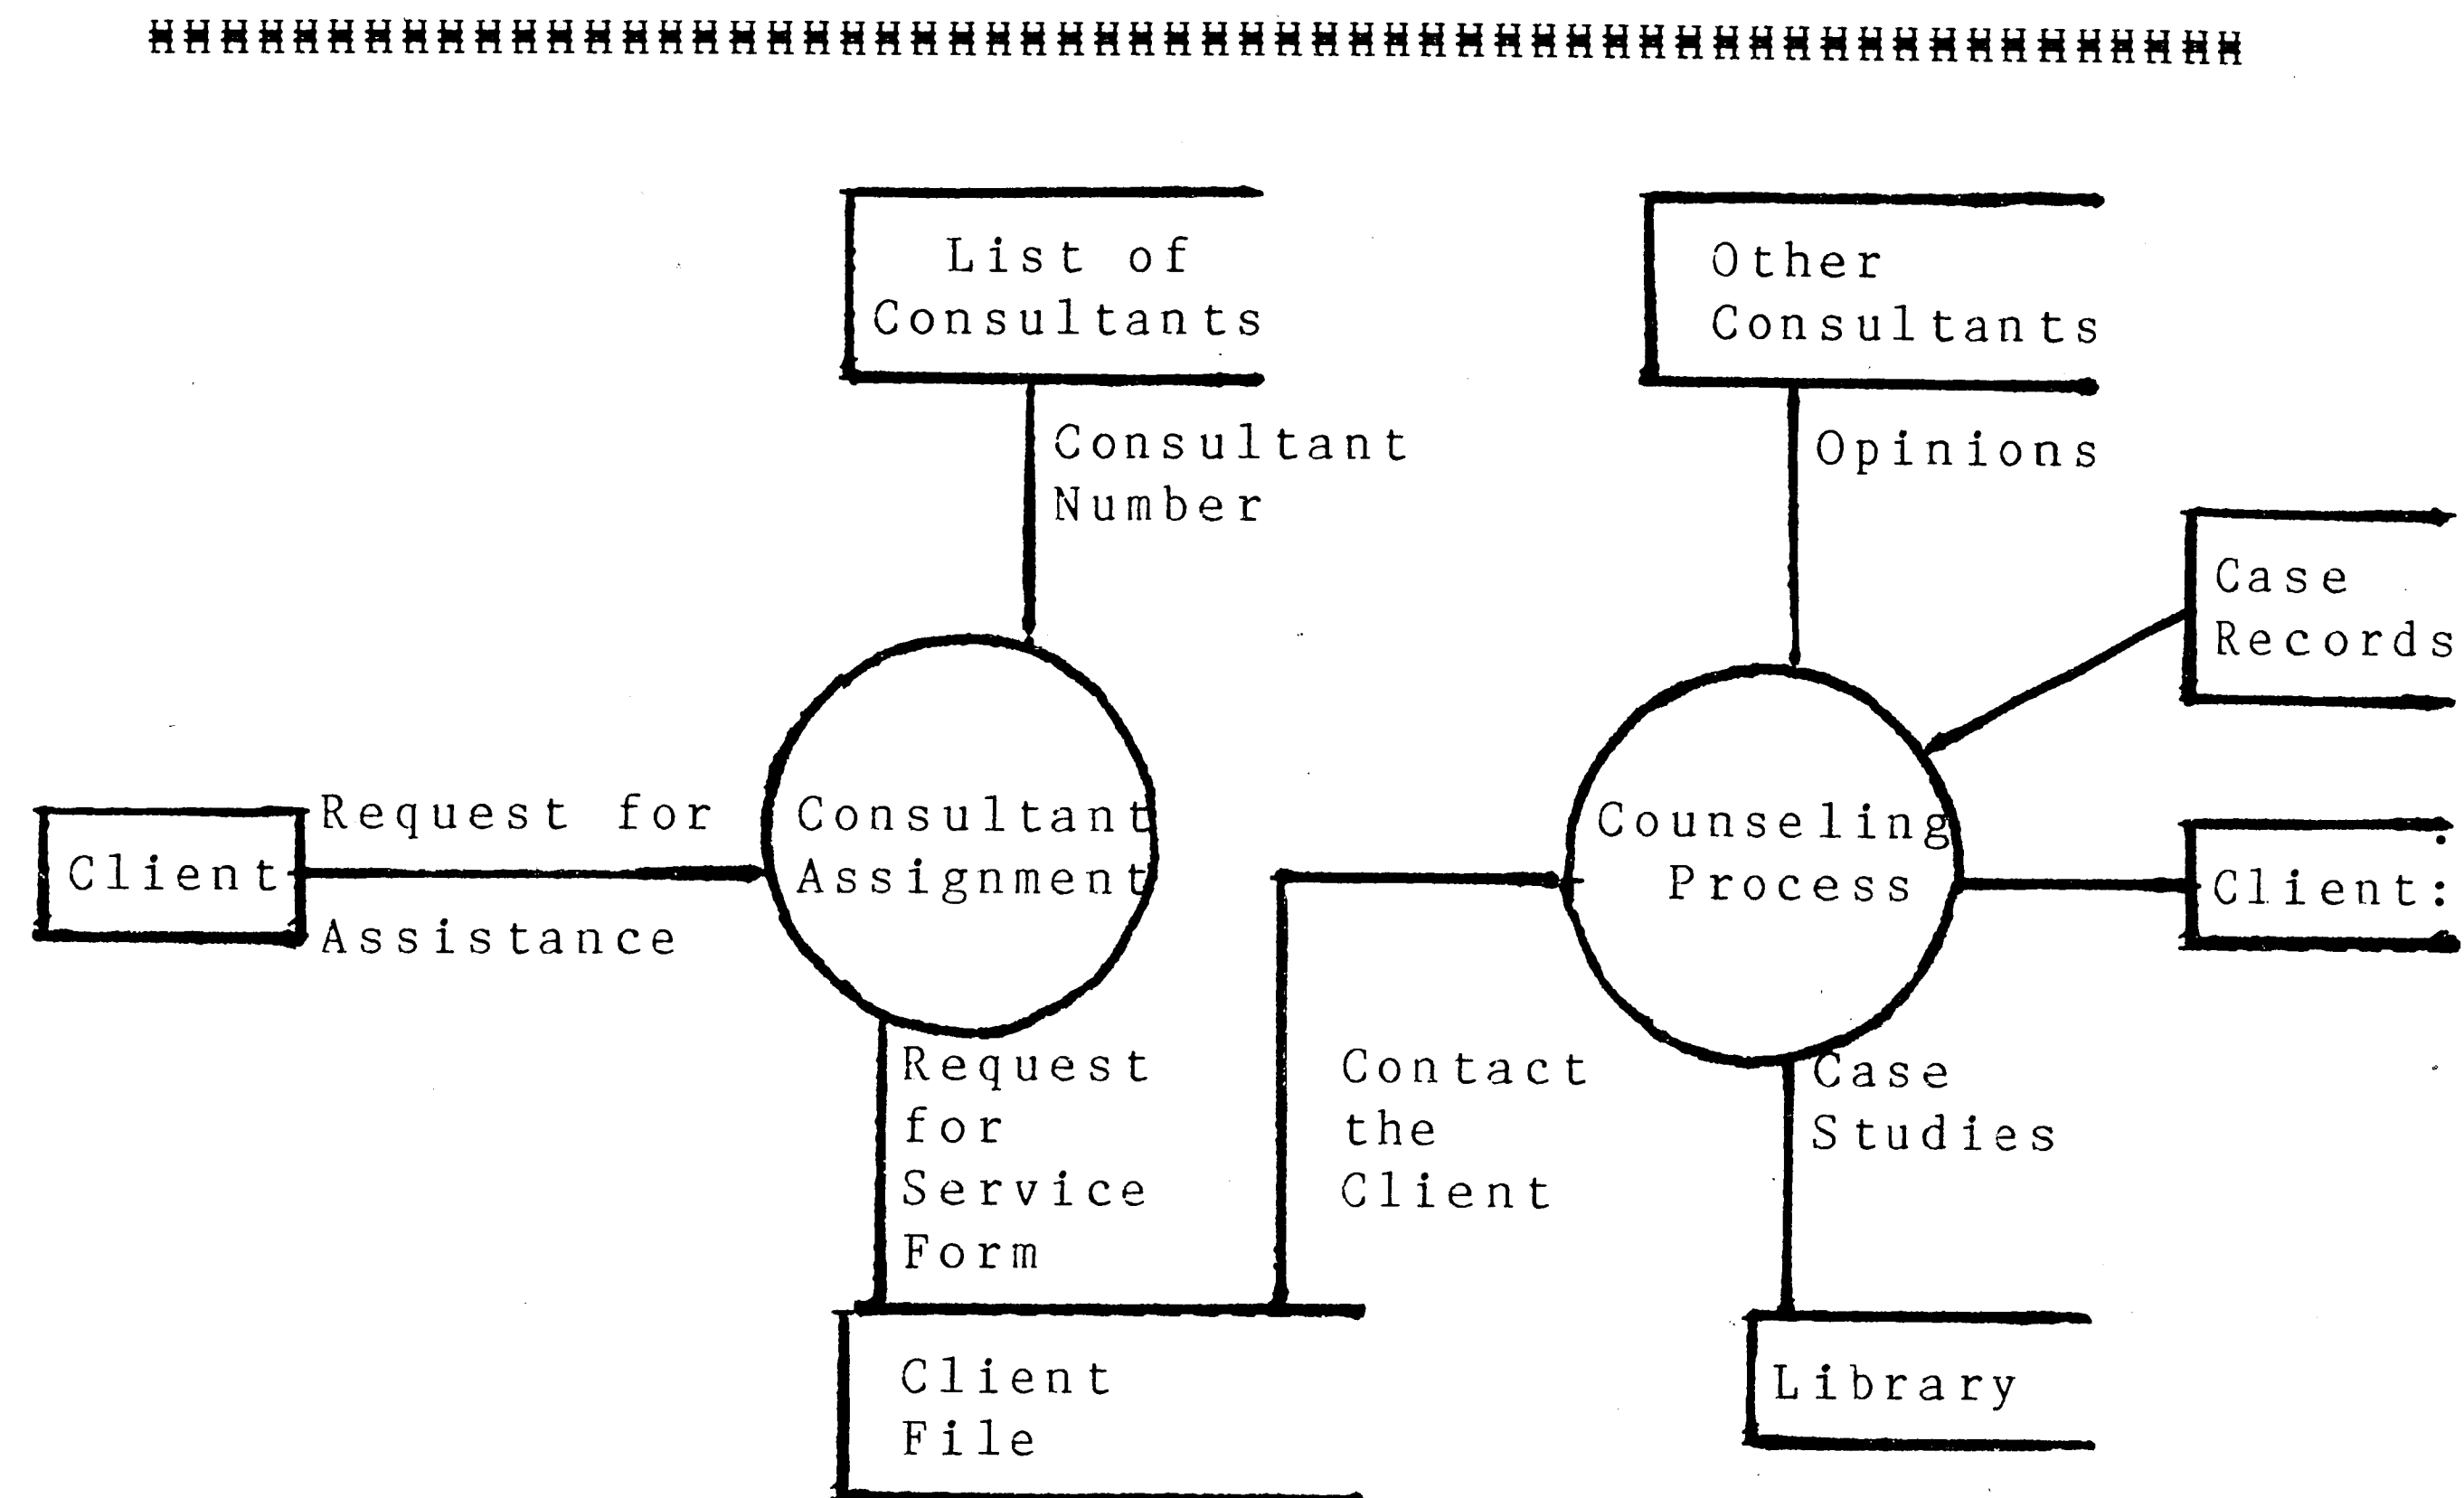 List of
Consultants
Other
Consultants
Consultant
Number
Opinions
Case
Records
Client
Request for
Assistance
Consultant
Assignment
Counseling
Process
Client:
Request
for
Service
Form
Contact
the
Client
Case
Studies
Client
File
Library